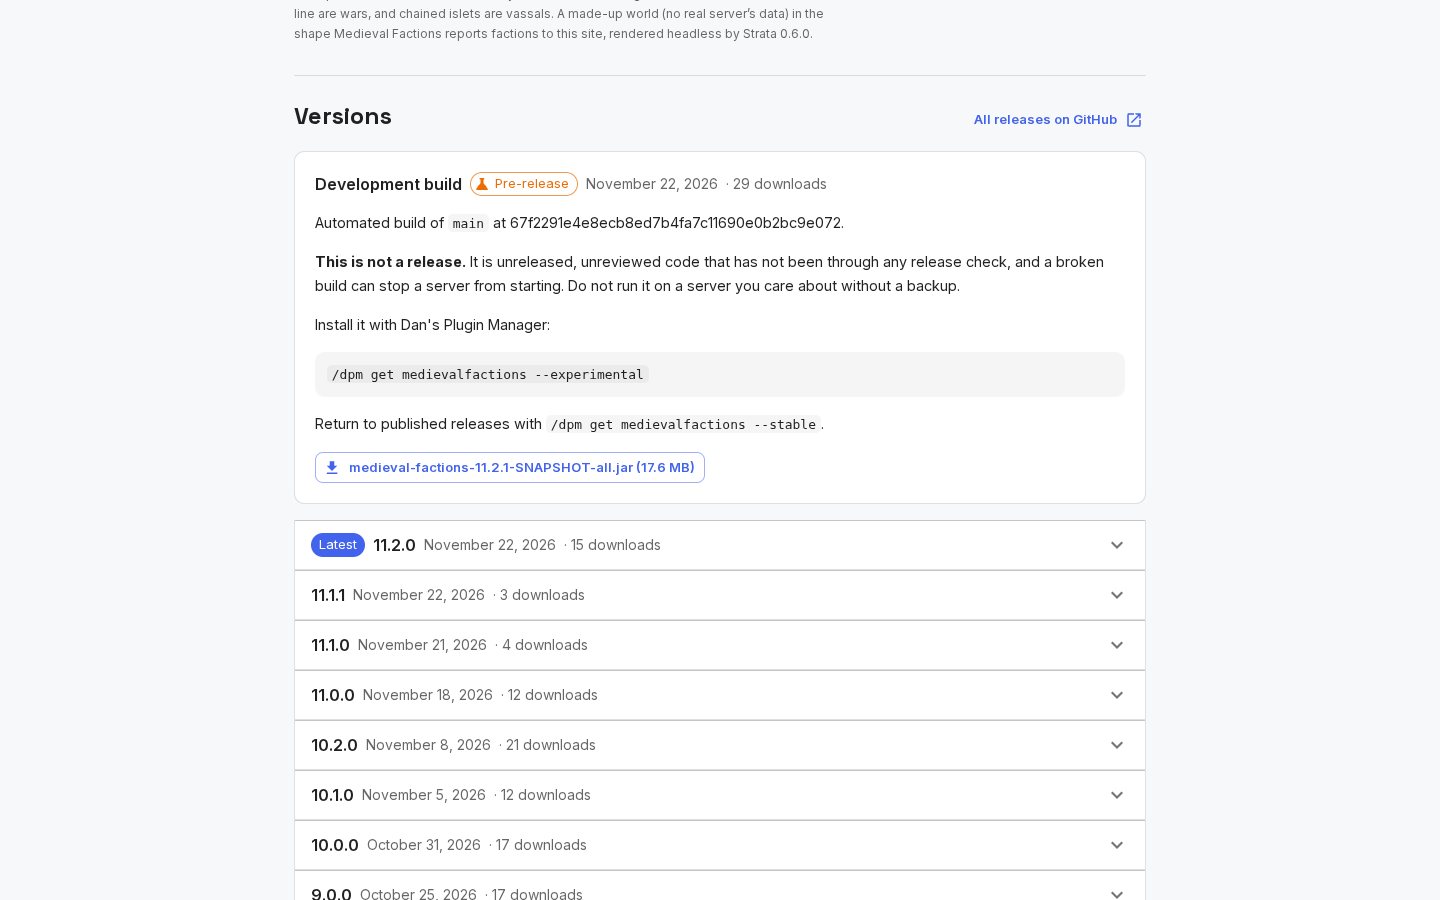 line are wars, and chained islets are vassals. A made-up world (no real server's data) in the
shape Medieval Factions reports factions to this site, rendered headless by Strata 0.6.0.
Versions
All releases on GitHub
Development build Pre-release November 22, 2026 · 29 downloads
Automated build of main at 67f2291e4e8ecb8ed7b4fa7c11690e0b2bc9e072.
This is not a release. It is unreleased, unreviewed code that has not been through any release check, and a broken
build can stop a server from starting. Do not run it on a server you care about without a backup.
Install it with Dan's Plugin Manager:
/dpm get medievalfactions --experimental
Return to published releases with /dpm get medievalfactions --stable.
medieval-factions-11.2.1-SNAPSHOT-all.jar (17.6 MB)
Latest 11.2.0 November 22, 2026 · 15 downloads
11.1.1 November 22, 2026 · 3 downloads
11.1.0 November 21, 2026 · 4 downloads
11.0.0 November 18, 2026 · 12 downloads
10.2.0 November 8, 2026 · 21 downloads
10.1.0 November 5, 2026 · 12 downloads
10.0.0 October 31, 2026 · 17 downloads
9.0.0 October 25, 2026 · 17 downloads